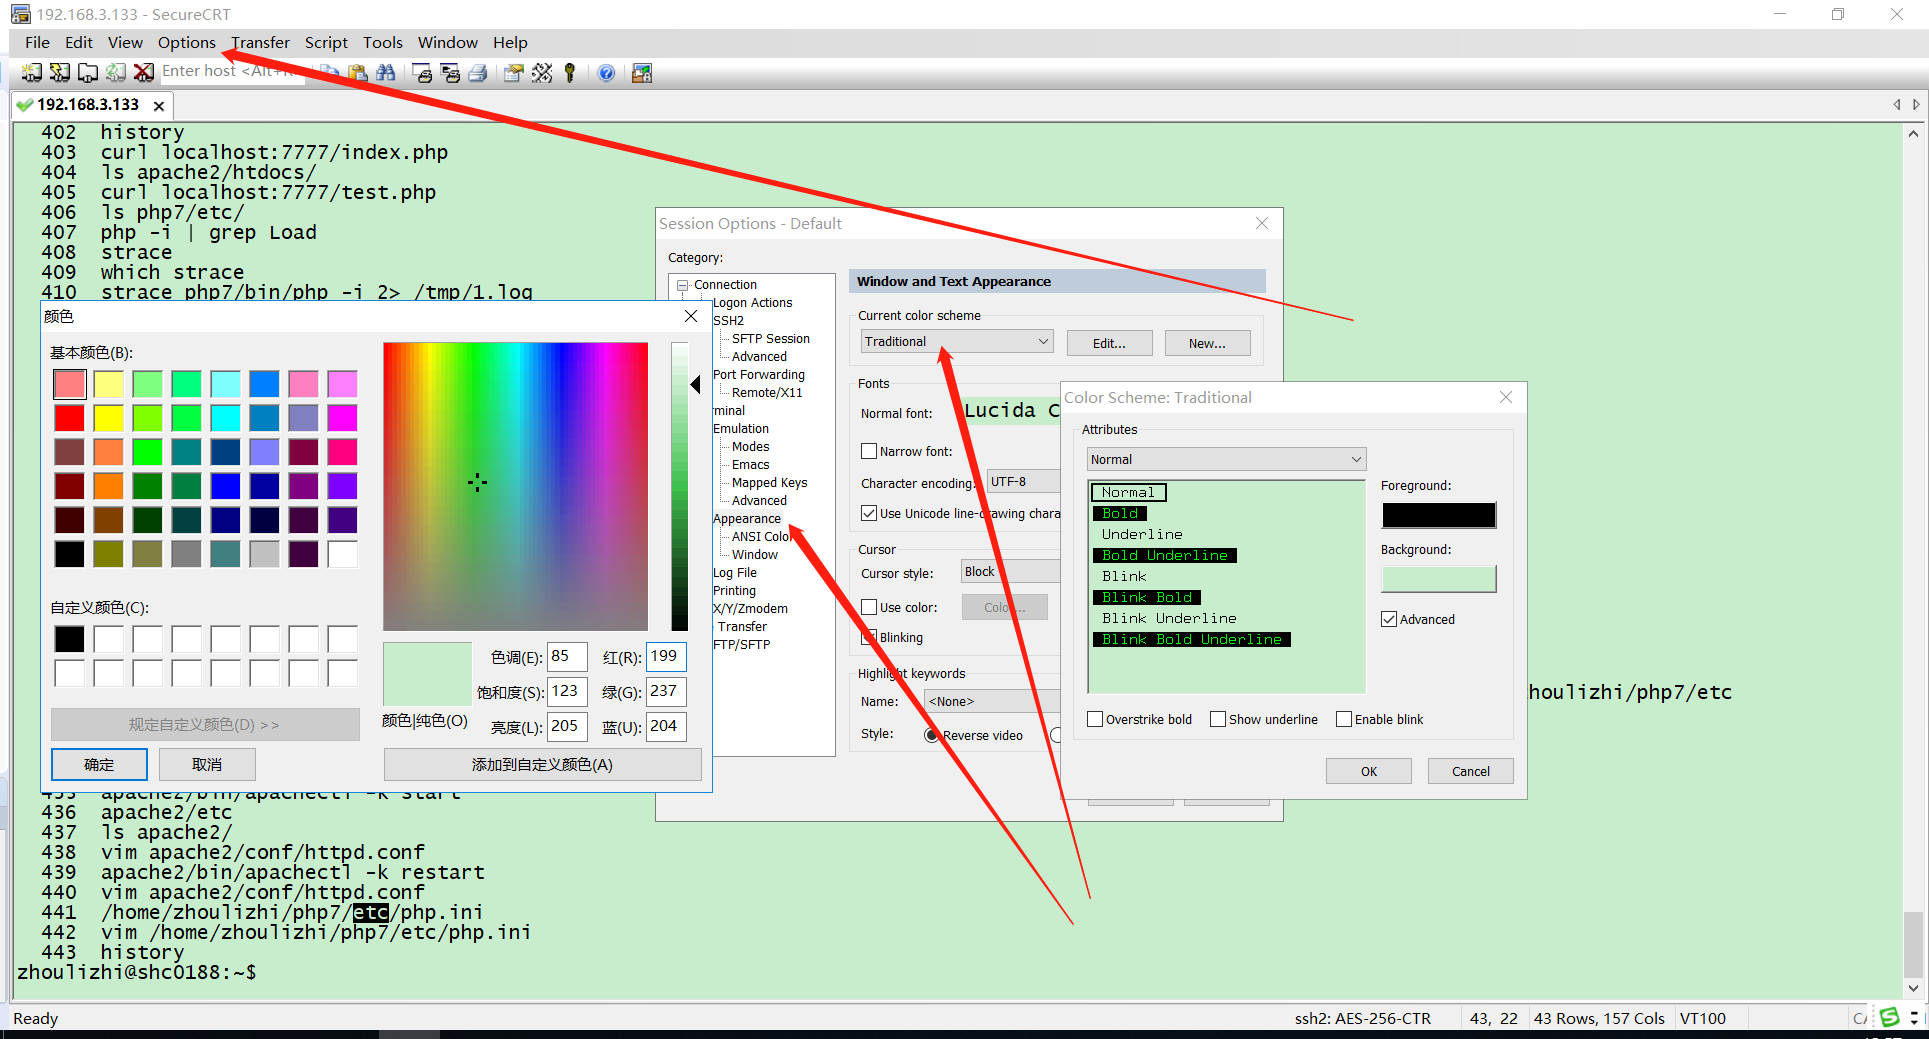 192.168.3.133 - SecureCRT
File Edit View Options Transfer Script Tools Window Help
Enter host <Alt+R...
192.168.3.133
402 history
403 curl localhost:7777/index.php
404 ls apache2/htdocs/
405 curl localhost:7777/test.php
406 ls php7/etc/
407 php -i | grep Load
408 strace
409 which strace
410 strace php7/bin/php -i 2> /tmp/1.log
颜色
基本颜色(B):
自定义颜色(C):
规定自定义颜色(D) >>
确定 取消
颜色|纯色(O)
色调(E): 85 红(R): 199
饱和度(S): 123 绿(G): 237
亮度(L): 205 蓝(U): 204
添加到自定义颜色(A)
Session Options - Default
Category:
Connection
Logon Actions
SSH2
SFTP Session
Advanced
Port Forwarding
Remote/X11
minal
Emulation
Modes
Emacs
Mapped Keys
Advanced
Appearance
ANSI Color
Window
Log File
Printing
X/Y/Zmodem
Transfer
FTP/SFTP
Window and Text Appearance
Current color scheme
Traditional Edit... New...
Fonts
Normal font: Lucida C
Narrow font:
Character encoding: UTF-8
Use Unicode line-drawing chara
Cursor
Cursor style: Block
Use color: Color...
Blinking
Highlight keywords
Name: <None>
Style: Reverse video
Color Scheme: Traditional
Attributes
Normal
Normal
Bold
Underline
Bold Underline
Blink
Blink Bold
Blink Underline
Blink Bold Underline
Foreground:
Background:
Advanced
Overstrike bold Show underline Enable blink
OK Cancel
houlizhi/php7/etc
435 apache2/bin/apachectl -k start
436 apache2/etc
437 ls apache2/
438 vim apache2/conf/httpd.conf
439 apache2/bin/apachectl -k restart
440 vim apache2/conf/httpd.conf
441 /home/zhoulizhi/php7/etc/php.ini
442 vim /home/zhoulizhi/php7/etc/php.ini
443 history
zhoulizhi@shc0188:~$
Ready ssh2: AES-256-CTR 43, 22 43 Rows, 157 Cols VT100